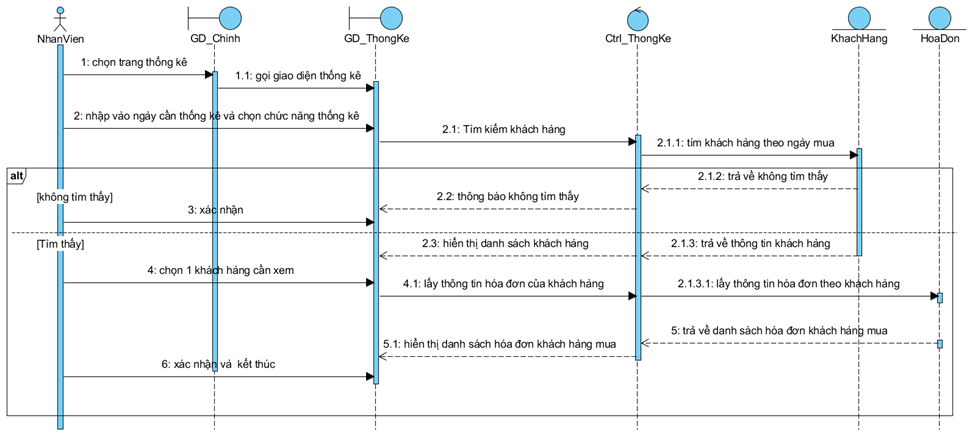 NhanVien
GD_Chinh
GD_ThongKe
Ctrl_ThongKe
KhachHang
HoaDon
1: chọn trang thống kê
1.1: gọi giao diện thống kê
2: nhập vào ngày cần thống kê và chọn chức năng thống kê
2.1: Tìm kiếm khách hàng
2.1.1: tìm khách hàng theo ngày mua
alt
2.1.2: trả về không tìm thấy
[không tìm thấy]
2.2: thông báo không tìm thấy
3: xác nhận
[Tìm thấy]
2.3: hiển thị danh sách khách hàng
2.1.3: trả về thông tin khách hàng
4: chọn 1 khách hàng cần xem
4.1: lấy thông tin hóa đơn của khách hàng
2.1.3.1: lấy thông tin hóa đơn theo khách hàng
5: trả về danh sách hóa đơn khách hàng mua
5.1: hiển thị danh sách hóa đơn khách hàng mua
6: xác nhận và kết thúc